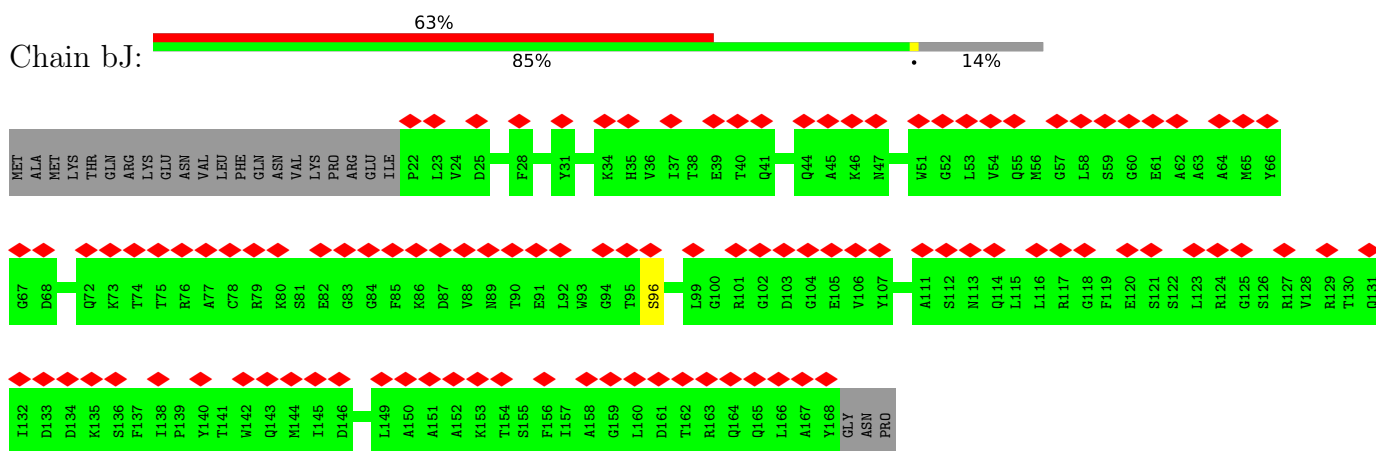 63%
Chain bJ:
85% • 14%
MET ALA MET LYS THR GLN ARG LYS GLU ASN VAL LEU PHE GLN ASN VAL LYS PRO ARG GLU ILE P22 L23 V24 D25 F28 Y31 K34 H35 V36 I37 T38 E39 T40 Q41 Q44 A45 K46 N47 W51 G52 L53 V54 Q55 M56 G57 L58 S59 G60 E61 A62 A63 A64 M65 Y66
G67 D68 Q72 K73 T74 T75 R76 A77 C78 R79 K80 S81 E82 G83 G84 F85 K86 D87 V88 N89 T90 E91 L92 W93 G94 T95 S96 L99 G100 R101 G102 D103 G104 E105 V106 Y107 A111 S112 N113 Q114 L115 L116 R117 G118 F119 E120 S121 S122 L123 R124 G125 S126 R127 V128 R129 T130 Q131
I132 D133 D134 K135 S136 F137 I138 P139 Y140 T141 W142 Q143 M144 I145 D146 L149 A150 A151 A152 K153 T154 S155 F156 I157 A158 G159 L160 D161 T162 R163 Q164 Q165 L166 A167 Y168 GLY ASN PRO